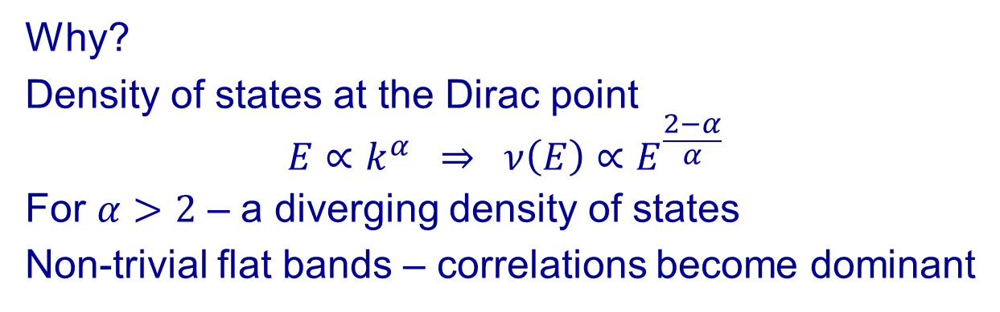 Why?
Density of states at the Dirac point
E ∝ k^α ⇒ ν(E) ∝ E^((2−α)/α)
For α > 2 – a diverging density of states
Non-trivial flat bands – correlations become dominant